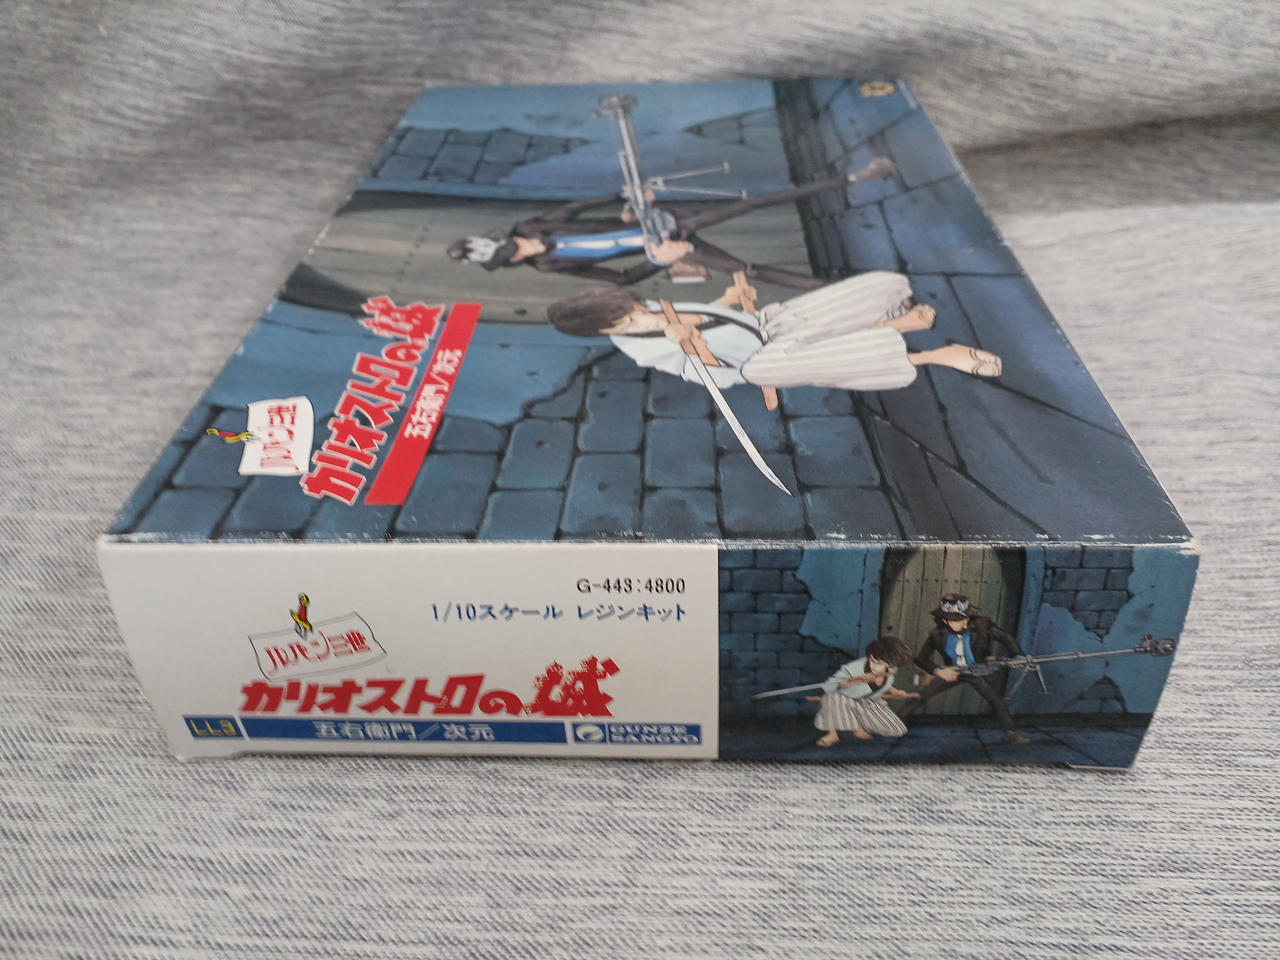 ルパン三世
カリオストロの城
五右衛門/次元
G-443:4800
1/10スケール レジンキット
ルパン三世
カリオストロの城
LL3
五右衛門/次元
GUNZE
SANGYO